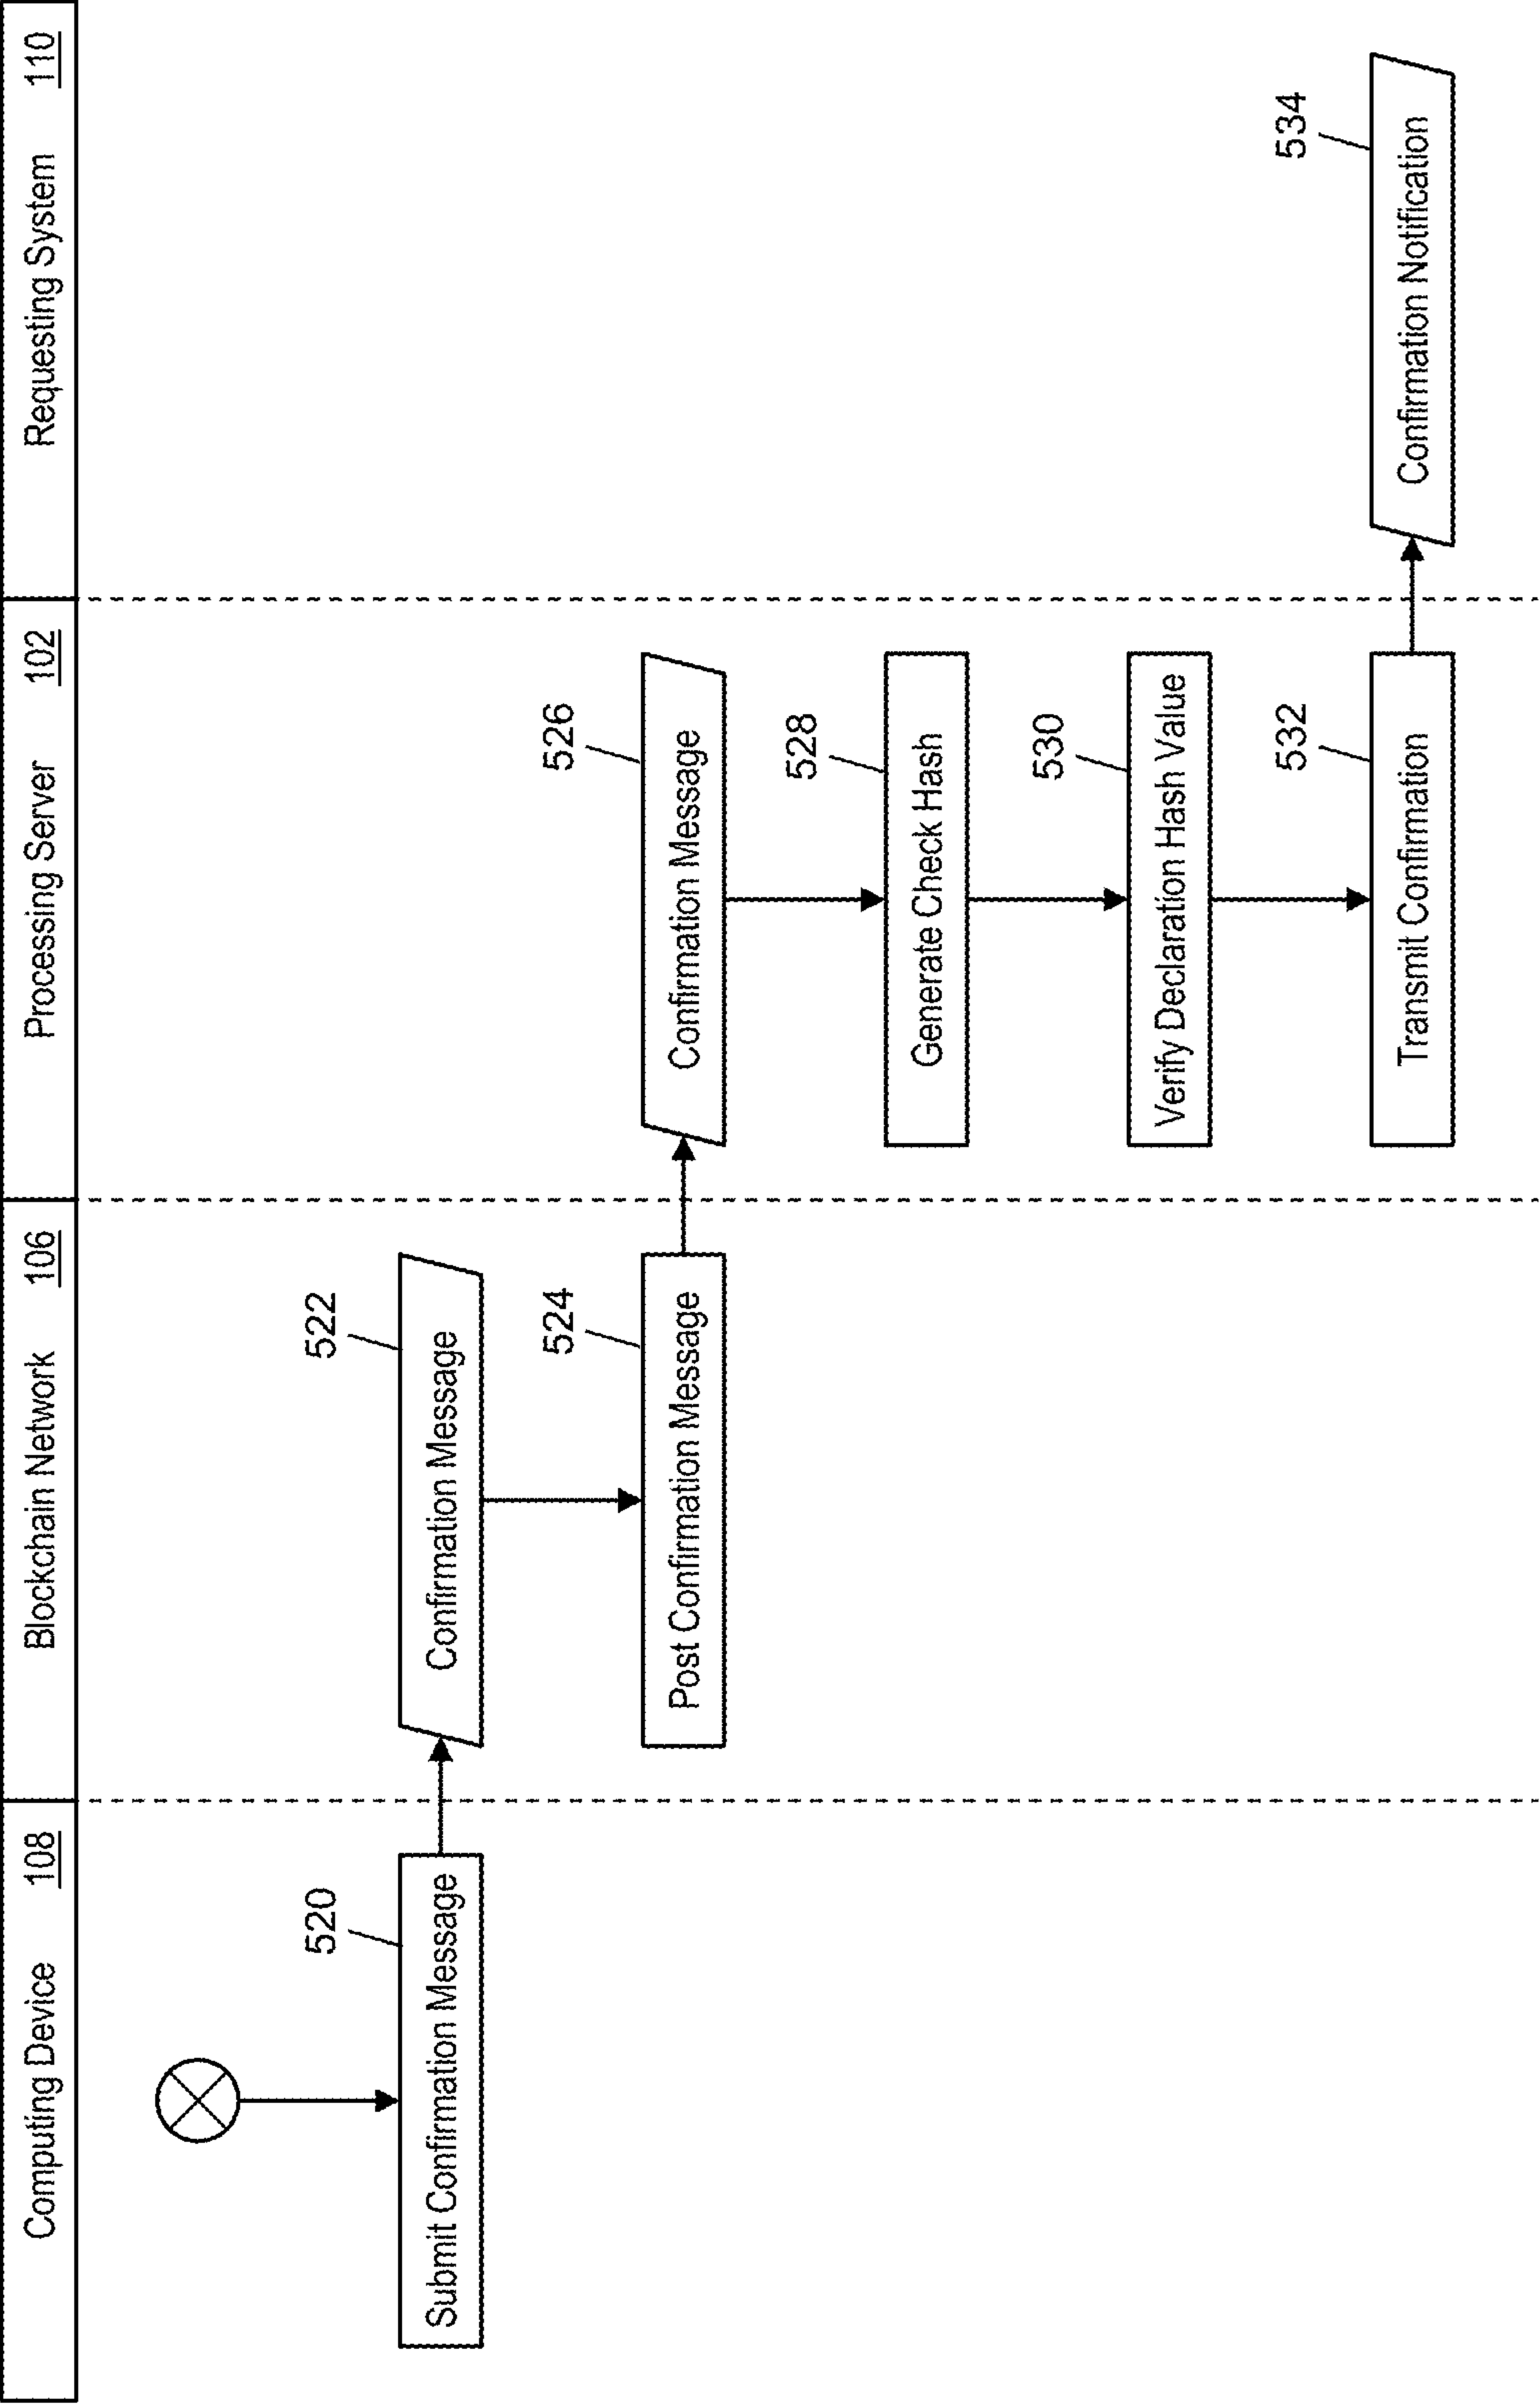 Computing Device 108
Blockchain Network 106
Processing Server 102
Requesting System 110
520
Submit Confirmation Message
522
Confirmation Message
524
Post Confirmation Message
526
Confirmation Message
528
Generate Check Hash
530
Verify Declaration Hash Value
532
Transmit Confirmation
534
Confirmation Notification